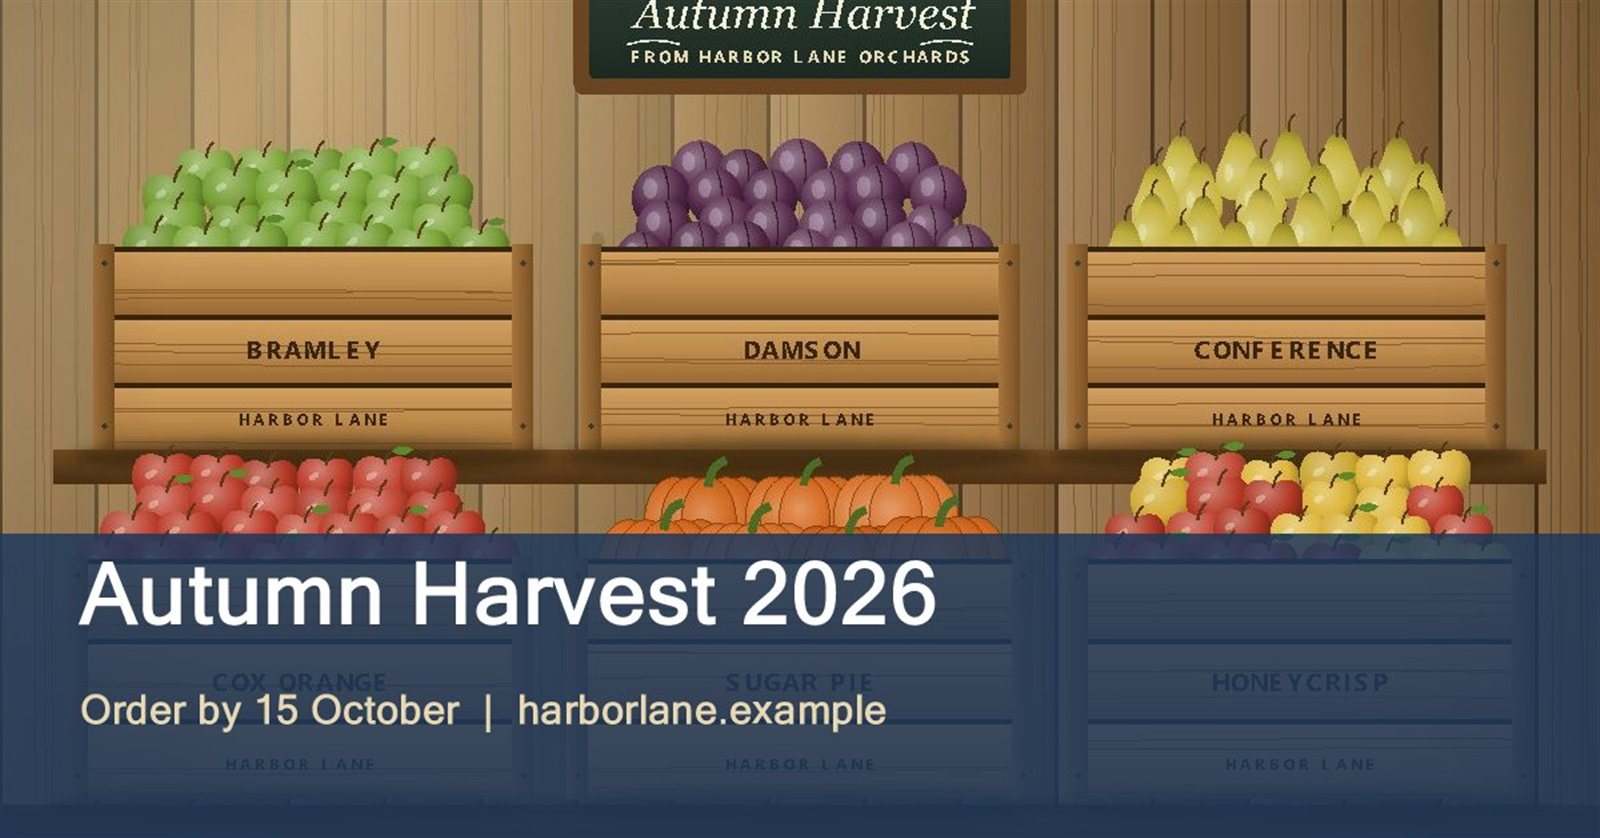 Autumn Harvest
FROM HARBOR LANE ORCHARDS
BRAMLEY
DAMSON
CONFERENCE
HARBOR LANE
HARBOR LANE
HARBOR LANE
Autumn Harvest 2026
COX ORANGE
SUGAR PIE
HONEYCRISP
Order by 15 October | harborlane.example
HARBOR LANE
HARBOR LANE
HARBOR LANE